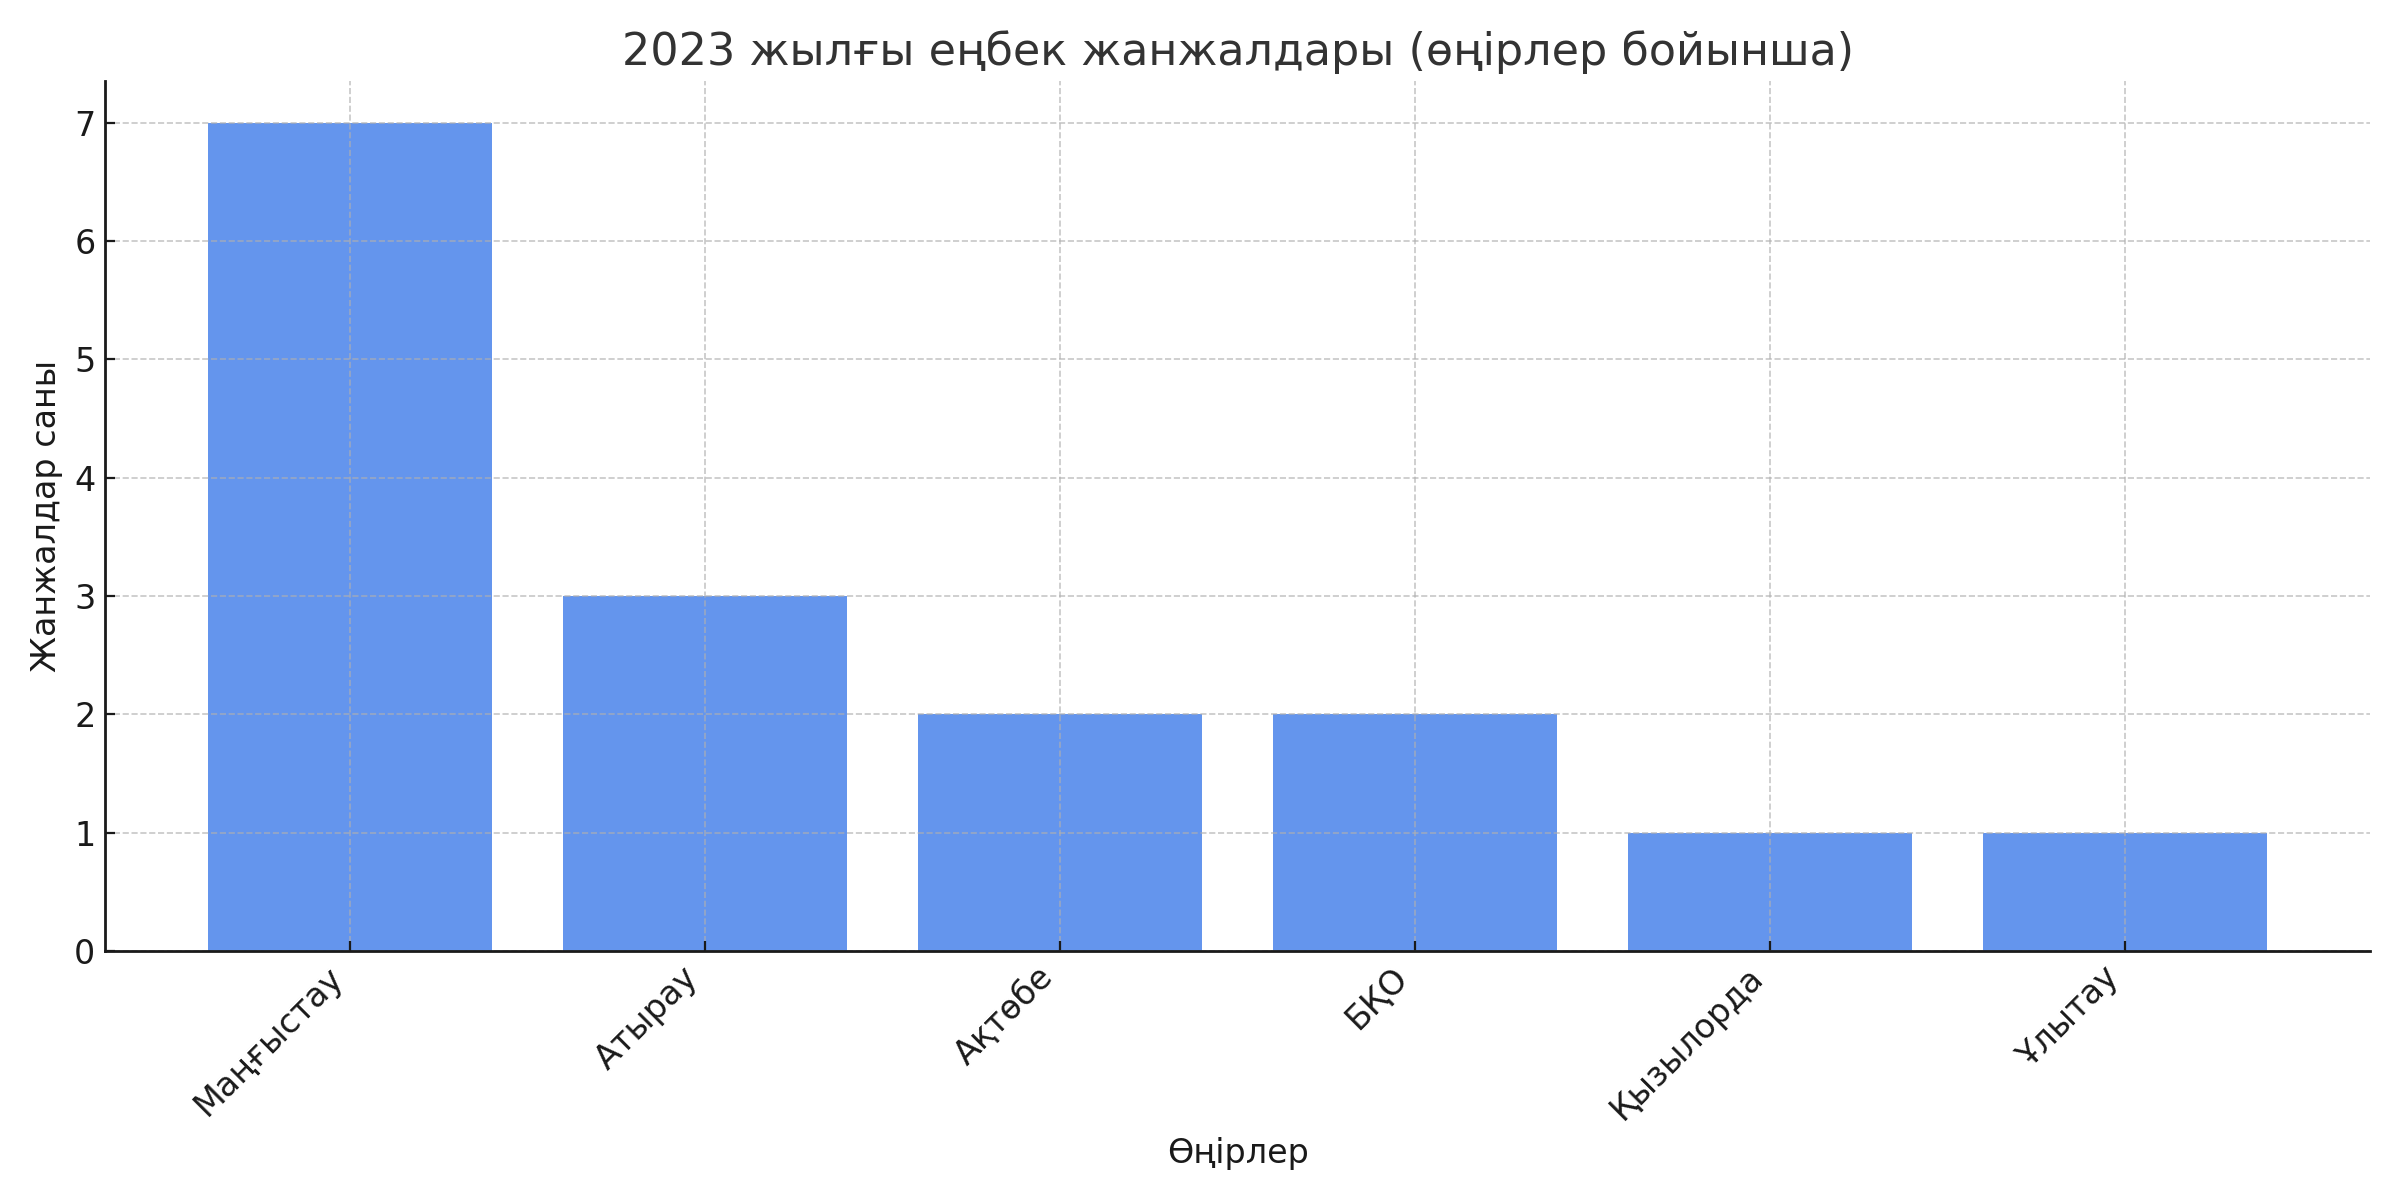 2023 жылғы еңбек жанжалдары (өңірлер бойынша)
Жанжалдар саны
7
6
5
4
3
2
1
0
Маңғыстау
Атырау
Ақтөбе
БҚО
Қызылорда
Ұлытау
Өңірлер